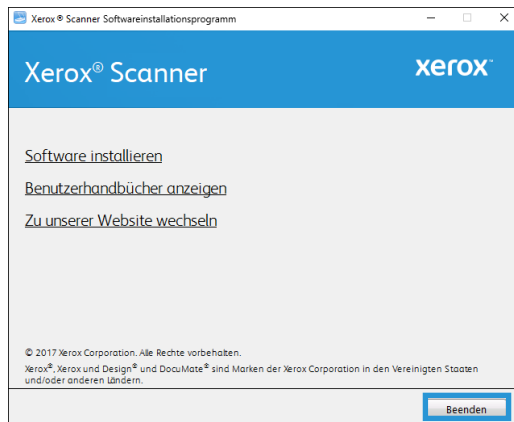 Xerox® Scanner Softwareinstallationsprogramm
Xerox® Scanner
xerox™
Software installieren
Benutzerhandbücher anzeigen
Zu unserer Website wechseln
© 2017 Xerox Corporation. Alle Rechte vorbehalten.
Xerox®, Xerox und Design® und DocuMate® sind Marken der Xerox Corporation in den Vereinigten Staaten
und/oder anderen Ländern.
Beenden